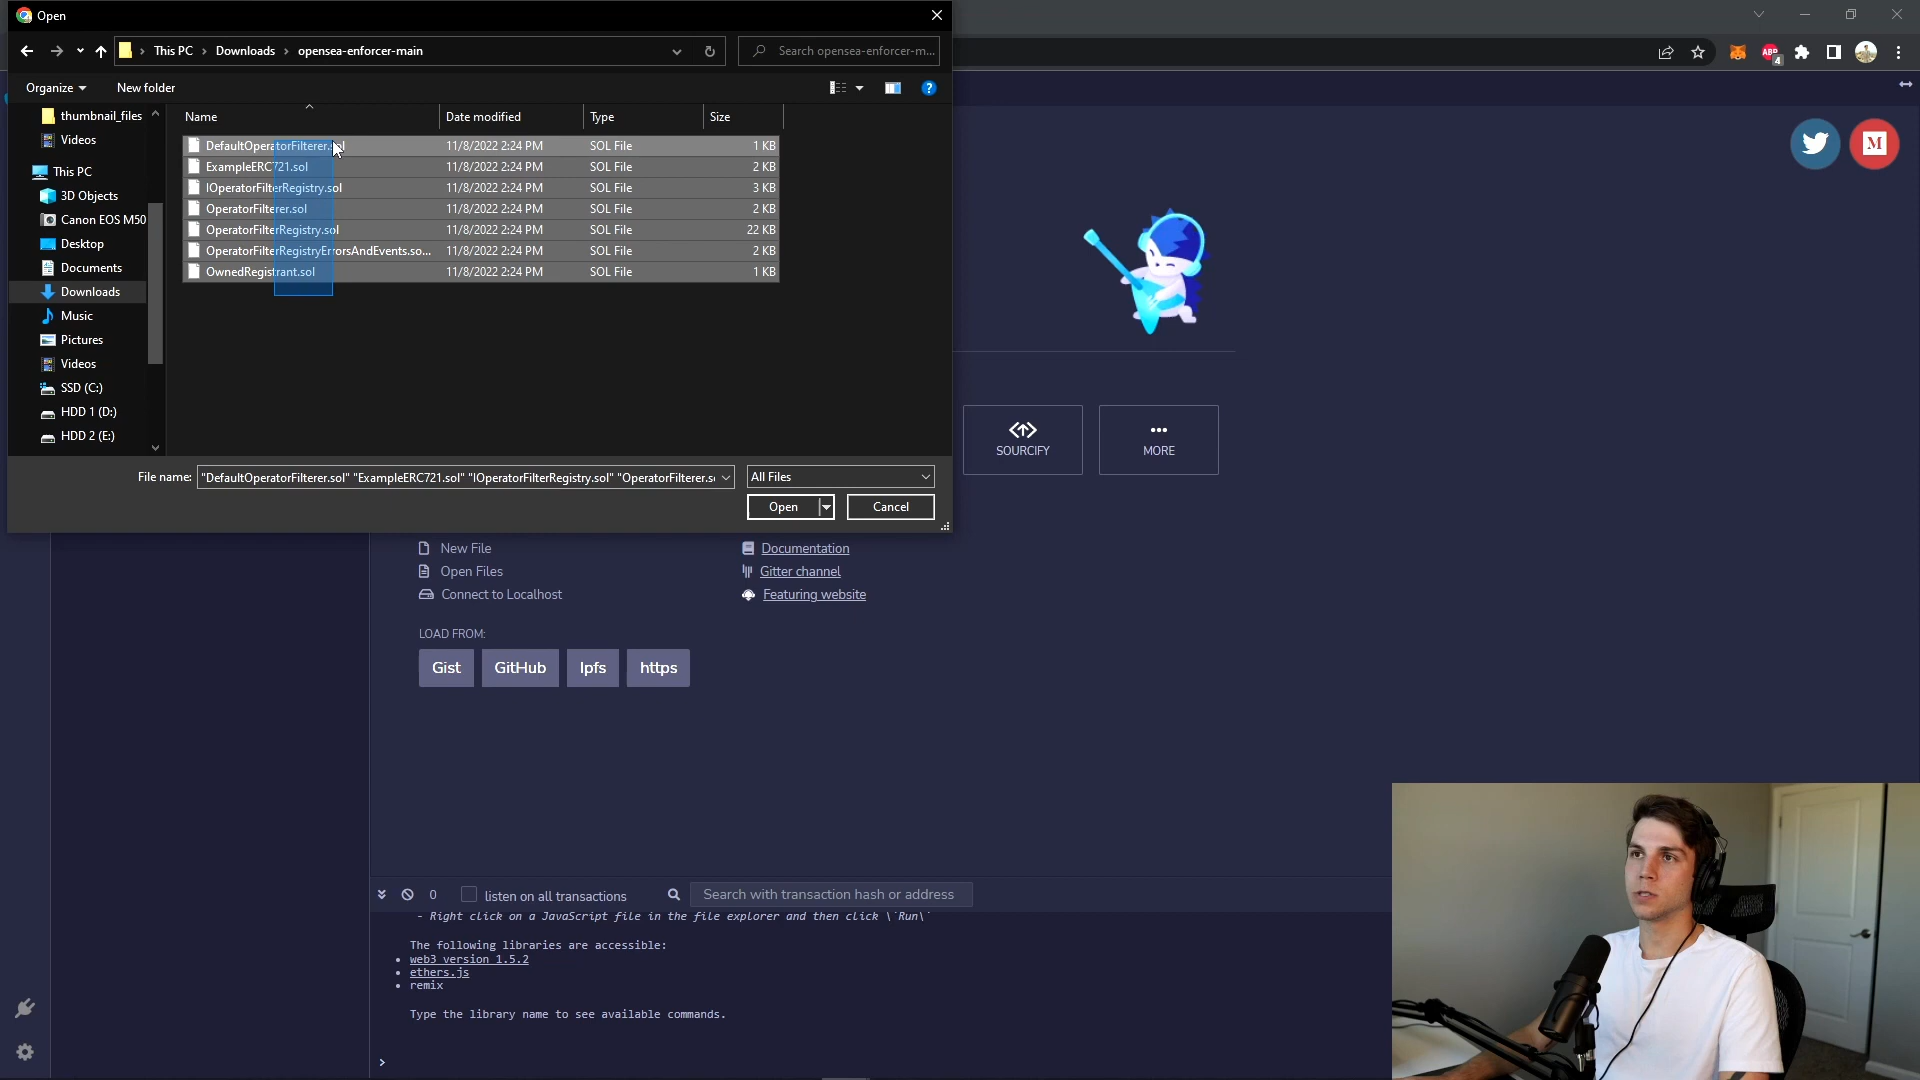 Open
This PC > Downloads > opensea-enforcer-main
Search opensea-enforcer-m...
Organize
New folder
thumbnail_files
Videos
This PC
3D Objects
Canon EOS M50
Desktop
Documents
Downloads
Music
Pictures
Videos
SSD (C:)
HDD 1 (D:)
HDD 2 (E:)
Name Date modified Type Size
DefaultOperatorFilterer.sol 11/8/2022 2:24 PM SOL File 1 KB
ExampleERC721.sol 11/8/2022 2:24 PM SOL File 2 KB
IOperatorFilterRegistry.sol 11/8/2022 2:24 PM SOL File 3 KB
OperatorFilterer.sol 11/8/2022 2:24 PM SOL File 2 KB
OperatorFilterRegistry.sol 11/8/2022 2:24 PM SOL File 22 KB
OperatorFilterRegistryErrorsAndEvents.so... 11/8/2022 2:24 PM SOL File 2 KB
OwnedRegistrant.sol 11/8/2022 2:24 PM SOL File 1 KB
File name: "DefaultOperatorFilterer.sol" "ExampleERC721.sol" "IOperatorFilterRegistry.sol" "OperatorFilterer.s
All Files
Open
Cancel
ABP
4
M
SOURCIFY
MORE
New File
Open Files
Connect to Localhost
Documentation
Gitter channel
Featuring website
LOAD FROM:
Gist
GitHub
Ipfs
https
0
listen on all transactions
Search with transaction hash or address
- Right click on a JavaScript file in the file explorer and then click \`Run\`
The following libraries are accessible:
• web3 version 1.5.2
• ethers.js
• remix
Type the library name to see available commands.
>